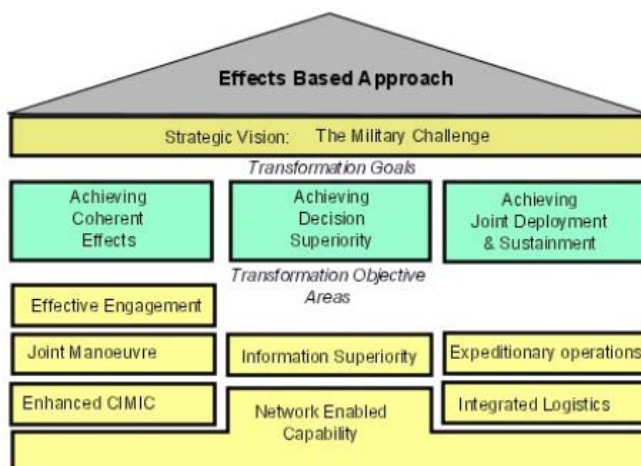 Effects Based Approach
Strategic Vision: The Military Challenge
Transformation Goals
Achieving
Coherent
Effects
Achieving
Decision
Superiority
Achieving
Joint Deployment
& Sustainment
Transformation Objective
Areas
Effective Engagement
Joint Manoeuvre
Information Superiority
Expeditionary operations
Enhanced CIMIC
Network Enabled
Capability
Integrated Logistics